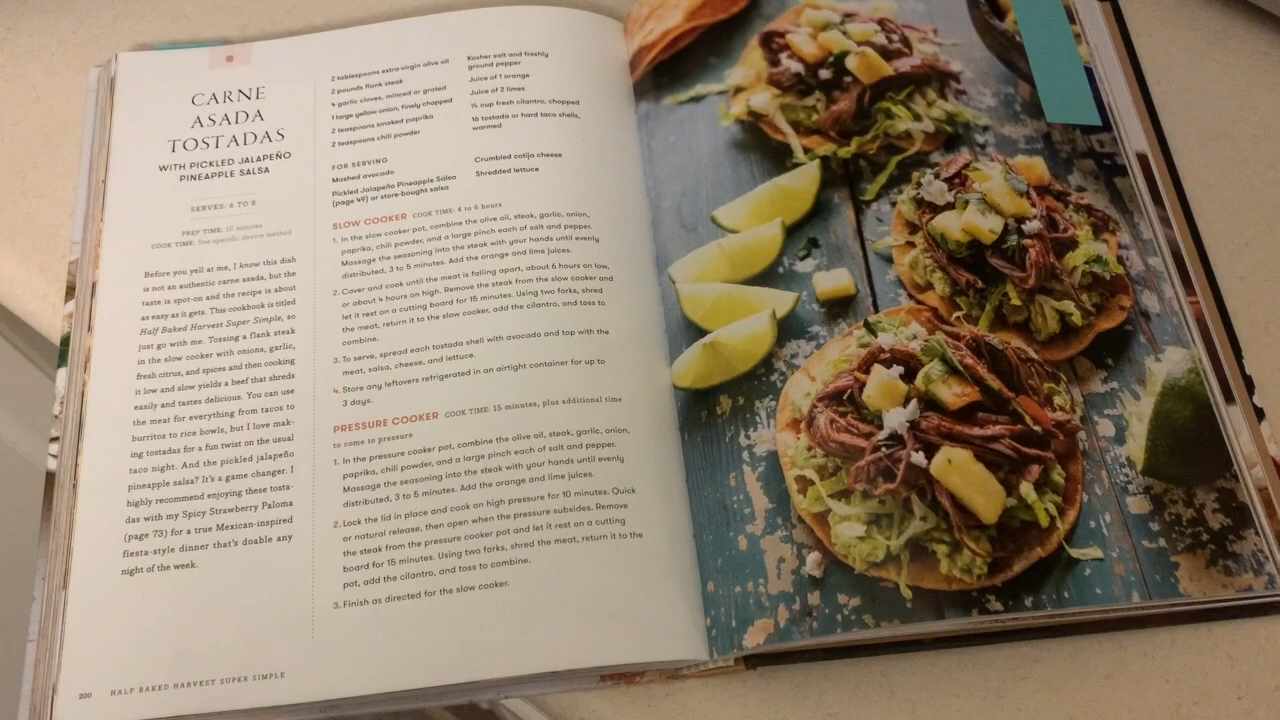 CARNE
ASADA
TOSTADAS
WITH PICKLED JALAPEÑO
PINEAPPLE SALSA
SERVES: 6 TO 8
PREP TIME: 10 minutes
COOK TIME: See specific device method
Before you yell at me, I know this dish
is not an authentic carne asada, but the
taste is spot-on and the recipe is about
as easy as it gets. This cookbook is titled
Half Baked Harvest Super Simple, so
just go with me. Tossing a flank steak
in the slow cooker with onions, garlic,
fresh citrus, and spices and then cooking
it low and slow yields a beef that shreds
easily and tastes delicious. You can use
the meat for everything from tacos to
burritos to rice bowls, but I love mak-
ing tostadas for a fun twist on the usual
taco night. And the pickled jalapeño
pineapple salsa? It's a game changer. I
highly recommend enjoying these tosta-
das with my Spicy Strawberry Paloma
(page 73) for a true Mexican-inspired
fiesta-style dinner that's doable any
night of the week.
2 tablespoons extra-virgin olive oil
2 pounds flank steak
4 garlic cloves, minced or grated
1 large yellow onion, finely chopped
2 teaspoons smoked paprika
2 teaspoons chili powder
Kosher salt and freshly
ground pepper
Juice of 1 orange
Juice of 2 limes
cup fresh cilantro, chopped
16 tostada or hard taco shells,
warmed
FOR SERVING
Mashed avocado
Pickled Jalapeño Pineapple Salsa
(page 49) or store-bought salsa
Crumbled cotija cheese
Shredded lettuce
SLOW COOKER COOK TIME: 4 to 6 hours
1. In the slow cooker pot, combine the olive oil, steak, garlic, onion,
paprika, chili powder, and a large pinch each of salt and pepper.
Massage the seasoning into the steak with your hands until evenly
distributed, 3 to 5 minutes. Add the orange and lime juices.
2. Cover and cook until the meat is falling apart, about 6 hours on low,
or about 4 hours on high. Remove the steak from the slow cooker and
let it rest on a cutting board for 15 minutes. Using two forks, shred
the meat, return it to the slow cooker, add the cilantro, and toss to
combine.
3. To serve, spread each tostada shell with avocado and top with the
meat, salsa, cheese, and lettuce.
4. Store any leftovers refrigerated in an airtight container for up to
3 days.
PRESSURE COOKER COOK TIME: 15 minutes, plus additional time
to come to pressure
1. In the pressure cooker pot, combine the olive oil, steak, garlic, onion,
paprika, chili powder, and a large pinch each of salt and pepper.
Massage the seasoning into the steak with your hands until evenly
distributed, 3 to 5 minutes. Add the orange and lime juices.
2. Lock the lid in place and cook on high pressure for 10 minutes. Quick
or natural release, then open when the pressure subsides. Remove
the steak from the pressure cooker pot and let it rest on a cutting
board for 15 minutes. Using two forks, shred the meat, return it to the
pot, add the cilantro, and toss to combine.
3. Finish as directed for the slow cooker.
200 HALF BAKED HARVEST SUPER SIMPLE